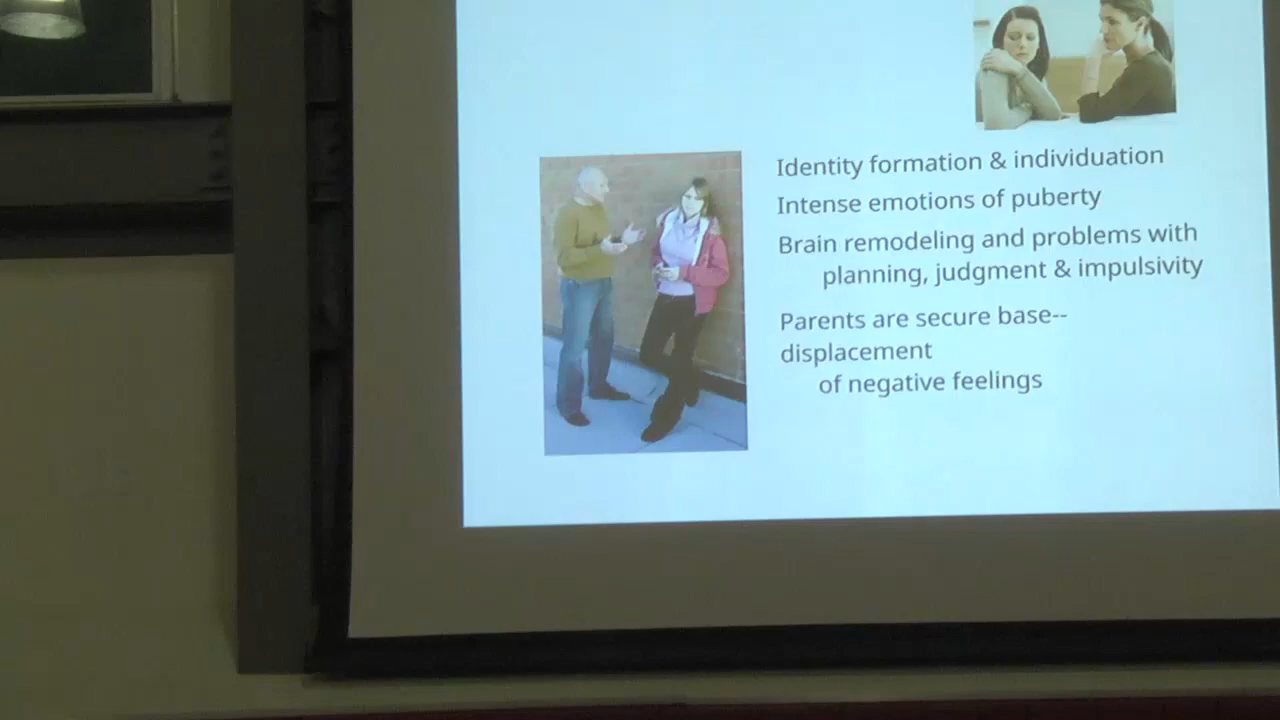 Identity formation & individuation
Intense emotions of puberty
Brain remodeling and problems with
planning, judgment & impulsivity
Parents are secure base--
displacement
of negative feelings